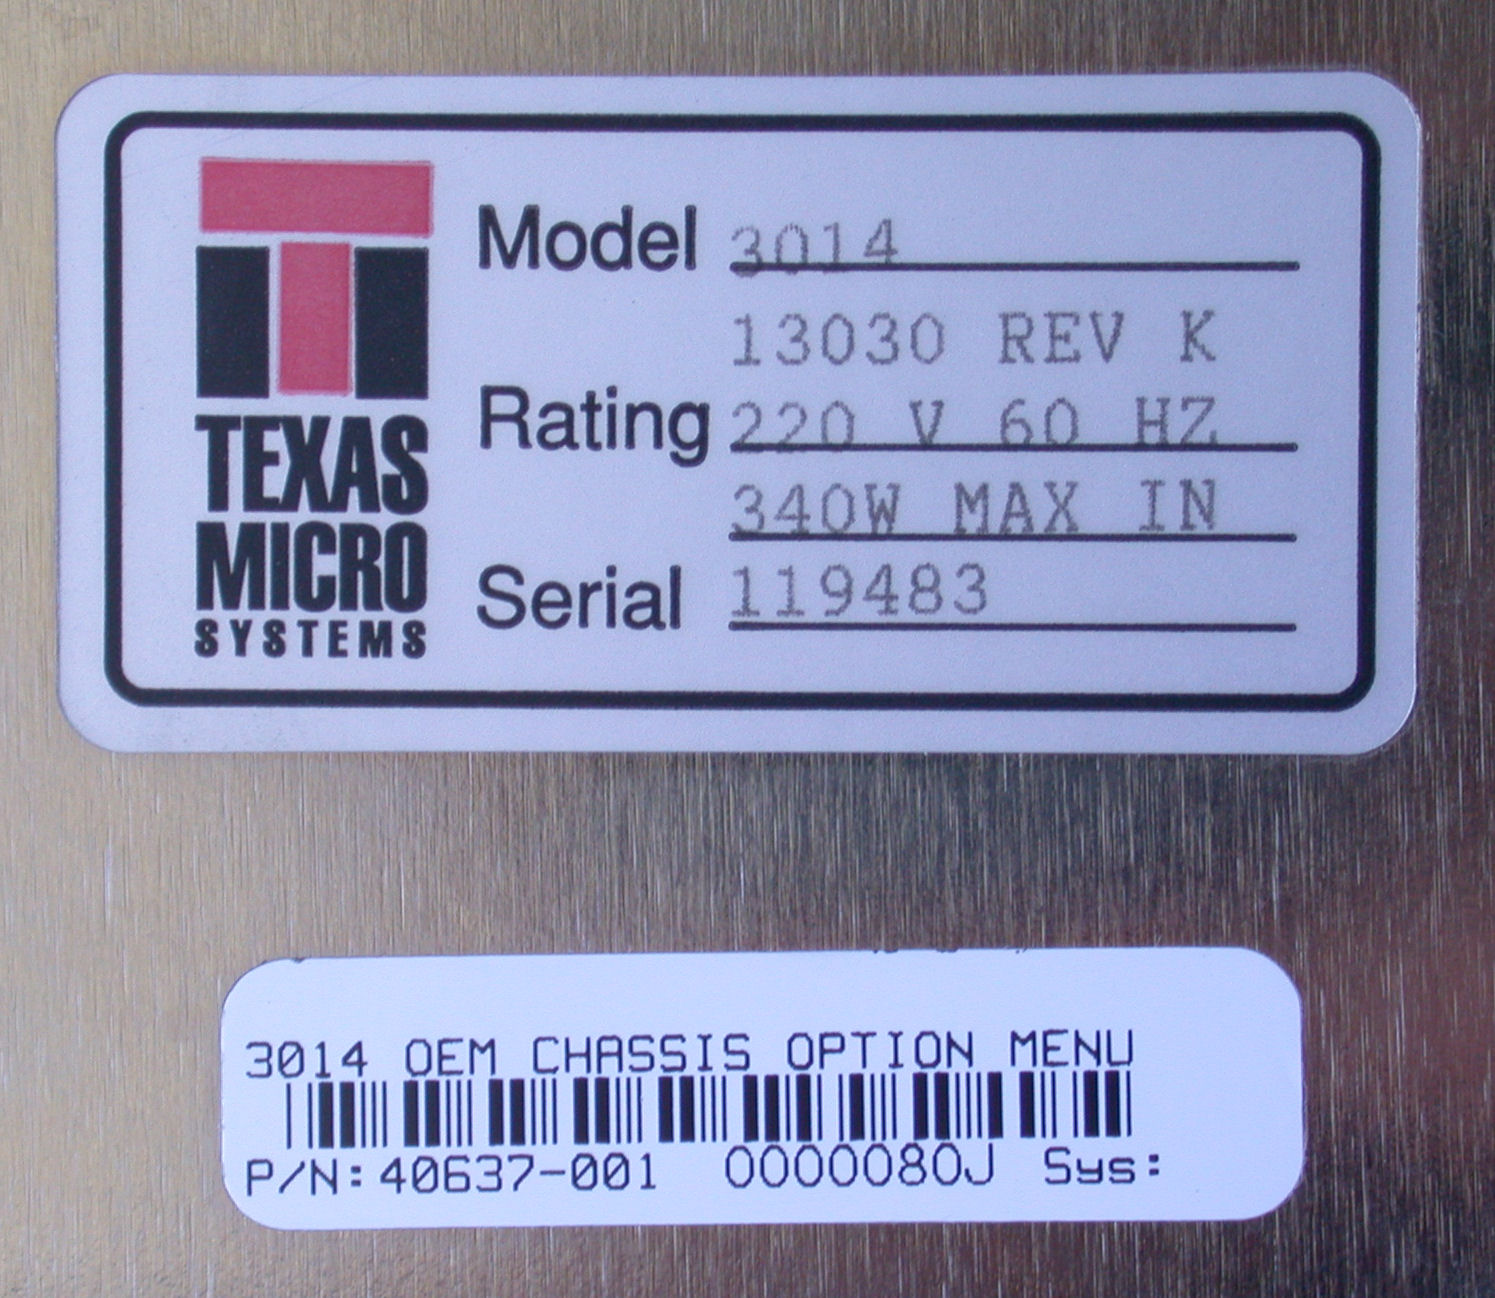 TEXAS
MICRO
SYSTEMS
Model 3014
13030 REV K
Rating 220 V 60 HZ
340W MAX IN
Serial 119483
3014 OEM CHASSIS OPTION MENU
P/N:40637-001 000080J Sys: